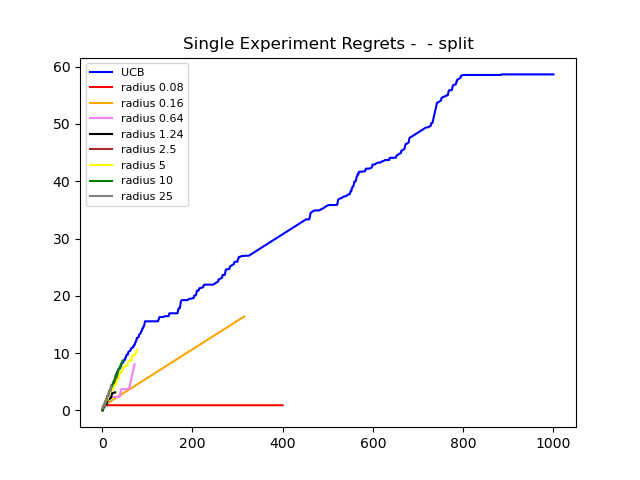 Single Experiment Regrets -  - split
UCB
radius 0.08
radius 0.16
radius 0.64
radius 1.24
radius 2.5
radius 5
radius 10
radius 25
60
50
40
30
20
10
0
0 200 400 600 800 1000